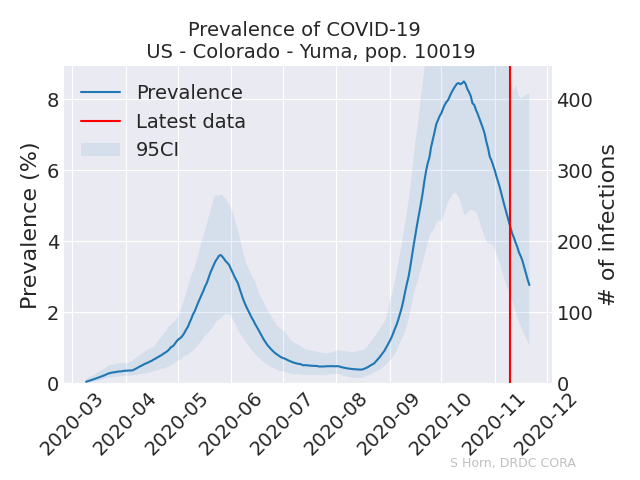 Prevalence of COVID-19
US - Colorado - Yuma, pop. 10019
Prevalence
Latest data
95CI
Prevalence (%)
8
6
4
2
0
# of infections
400
300
200
100
0
2020-03
2020-04
2020-05
2020-06
2020-07
2020-08
2020-09
2020-10
2020-11
2020-12
S Horn, DRDC CORA